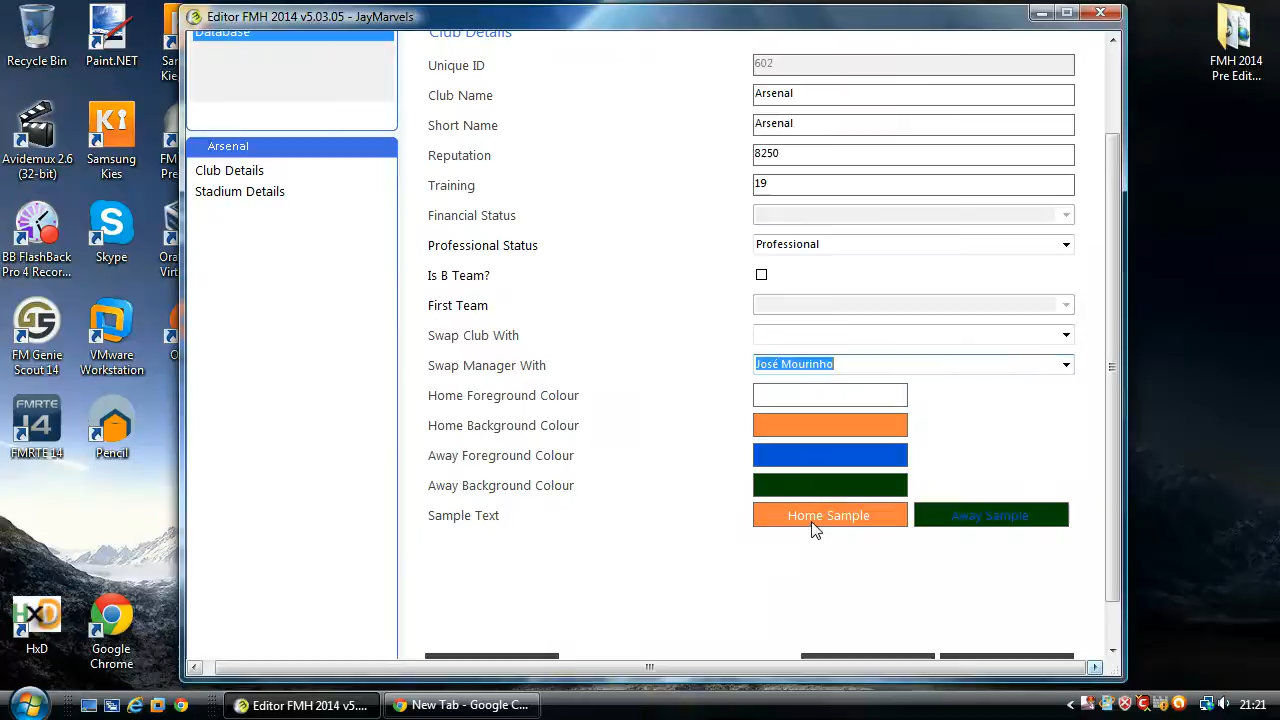 Editor FMH 2014 v5.03.05 - JayMarvels
Recycle Bin
Paint.NET
San
Kies
Avidemux 2.6
(32-bit)
Samsung
Kies
FM
Pre
BB FlashBack
Pro 4 Recor...
Skype
Ora
Virt
FM Genie
Scout 14
VMware
Workstation
O
FMRTE 14
Pencil
HxD
Google
Chrome
FMH 2014
Pre Edit...
Database
Arsenal
Club Details
Stadium Details
Club Details
Unique ID 602
Club Name Arsenal
Short Name Arsenal
Reputation 8250
Training 19
Financial Status
Professional Status Professional
Is B Team?
First Team
Swap Club With
Swap Manager With José Mourinho
Home Foreground Colour
Home Background Colour
Away Foreground Colour
Away Background Colour
Sample Text Home Sample Away Sample
Editor FMH 2014 v5....
New Tab - Google C...
21:21